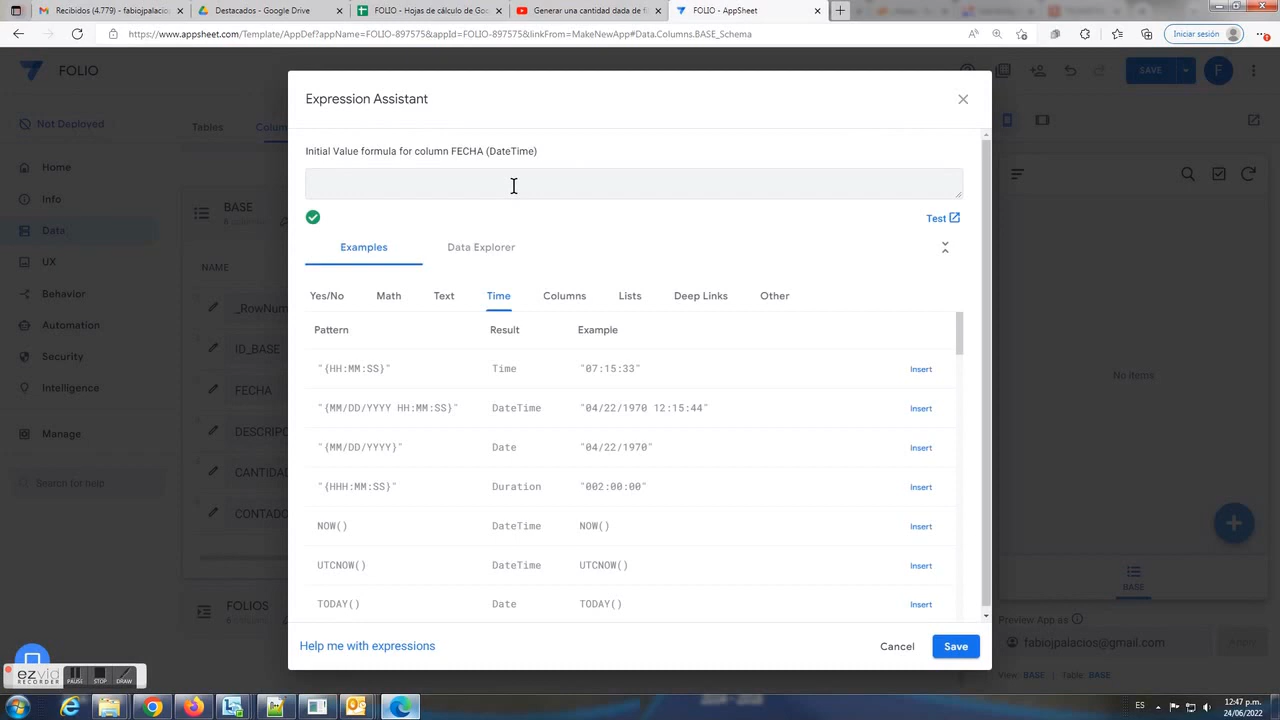 Recibidos (4.779) - fabiojpalacio
Destacados - Google Drive
FOLIO - Hojas de cálculo de Goo
Generar una cantidad dada de f
FOLIO - AppSheet
https://www.appsheet.com/Template/AppDef?appName=FOLIO-897575&appId=FOLIO-897575&linkFrom=MakeNewApp#Data.Columns.BASE_Schema
Iniciar sesión
FOLIO
SAVE
F
Not Deployed
Tables
Colum
Home
Info
Data
UX
Behavior
Automation
Security
Intelligence
Manage
Search for help
BASE
NAME
_RowNum
ID_BASE
FECHA
DESCRIPC
CANTIDAD
CONTADO
FOLIOS
Expression Assistant
Initial Value formula for column FECHA (DateTime)
Test
Examples
Data Explorer
Yes/No
Math
Text
Time
Columns
Lists
Deep Links
Other
Pattern Result Example
"{HH:MM:SS}" Time "07:15:33" Insert
"{MM/DD/YYYY HH:MM:SS}" DateTime "04/22/1970 12:15:44" Insert
"{MM/DD/YYYY}" Date "04/22/1970" Insert
"{HHH:MM:SS}" Duration "002:00:00" Insert
NOW() DateTime NOW() Insert
UTCNOW() DateTime UTCNOW() Insert
TODAY() Date TODAY() Insert
Help me with expressions
Cancel
Save
No items
BASE
Preview App as
fabiojpalacios@gmail.com
Apply
View: BASE | Table: BASE
ezvid
RECORDER
PAUSE
STOP
DRAW
ES
12:47 p.m.
24/06/2022